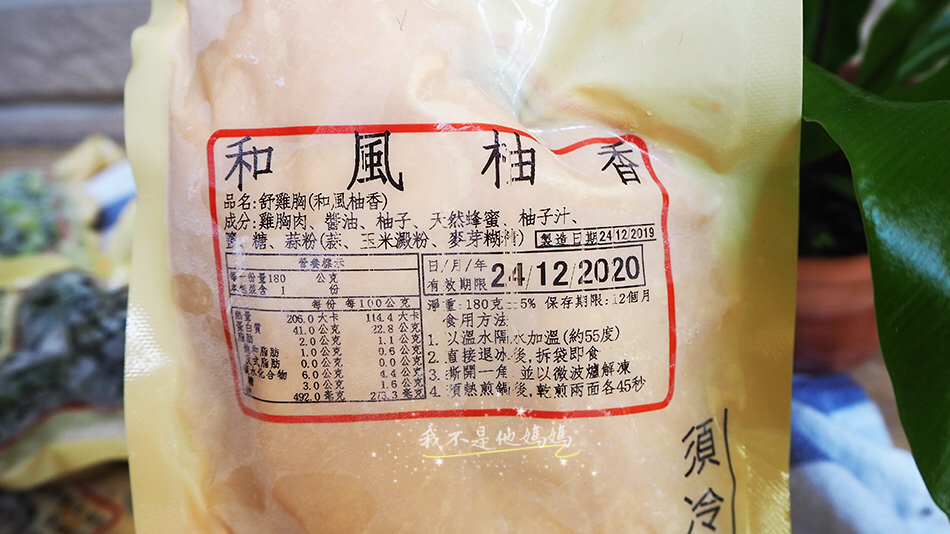 和風柚香
品名:舒雞胸(和風柚香)
成分:雞胸肉、醬油、柚子、天然蜂蜜、柚子汁、
鹽、糖、蒜粉(蒜、玉米澱粉、麥芽糊精)
製造日期24/12/2019
營養標示
每一份量180 公克
本包裝含 1 份
每份 每100公克
熱量 206.0大卡 114.4大卡
蛋白質 41.0公克 22.8公克
脂肪 2.0公克 1.1公克
飽和脂肪 1.0公克 0.6公克
反式脂肪 0.0公克 0.0公克
碳水化合物 6.0公克 4.4公克
糖 3.0公克 1.6公克
492.0毫克 273.3毫克
日/月/年
有效期限 24/12/2020
淨重:180克±5% 保存期限:12個月
食用方法
1. 以溫水隔水加溫(約55度)
2. 直接退冰後,拆袋即食
3. 撕開一角,並以微波爐解凍
4. 須熱煎鍋後,乾煎兩面各45秒
我不是他媽媽
須冷